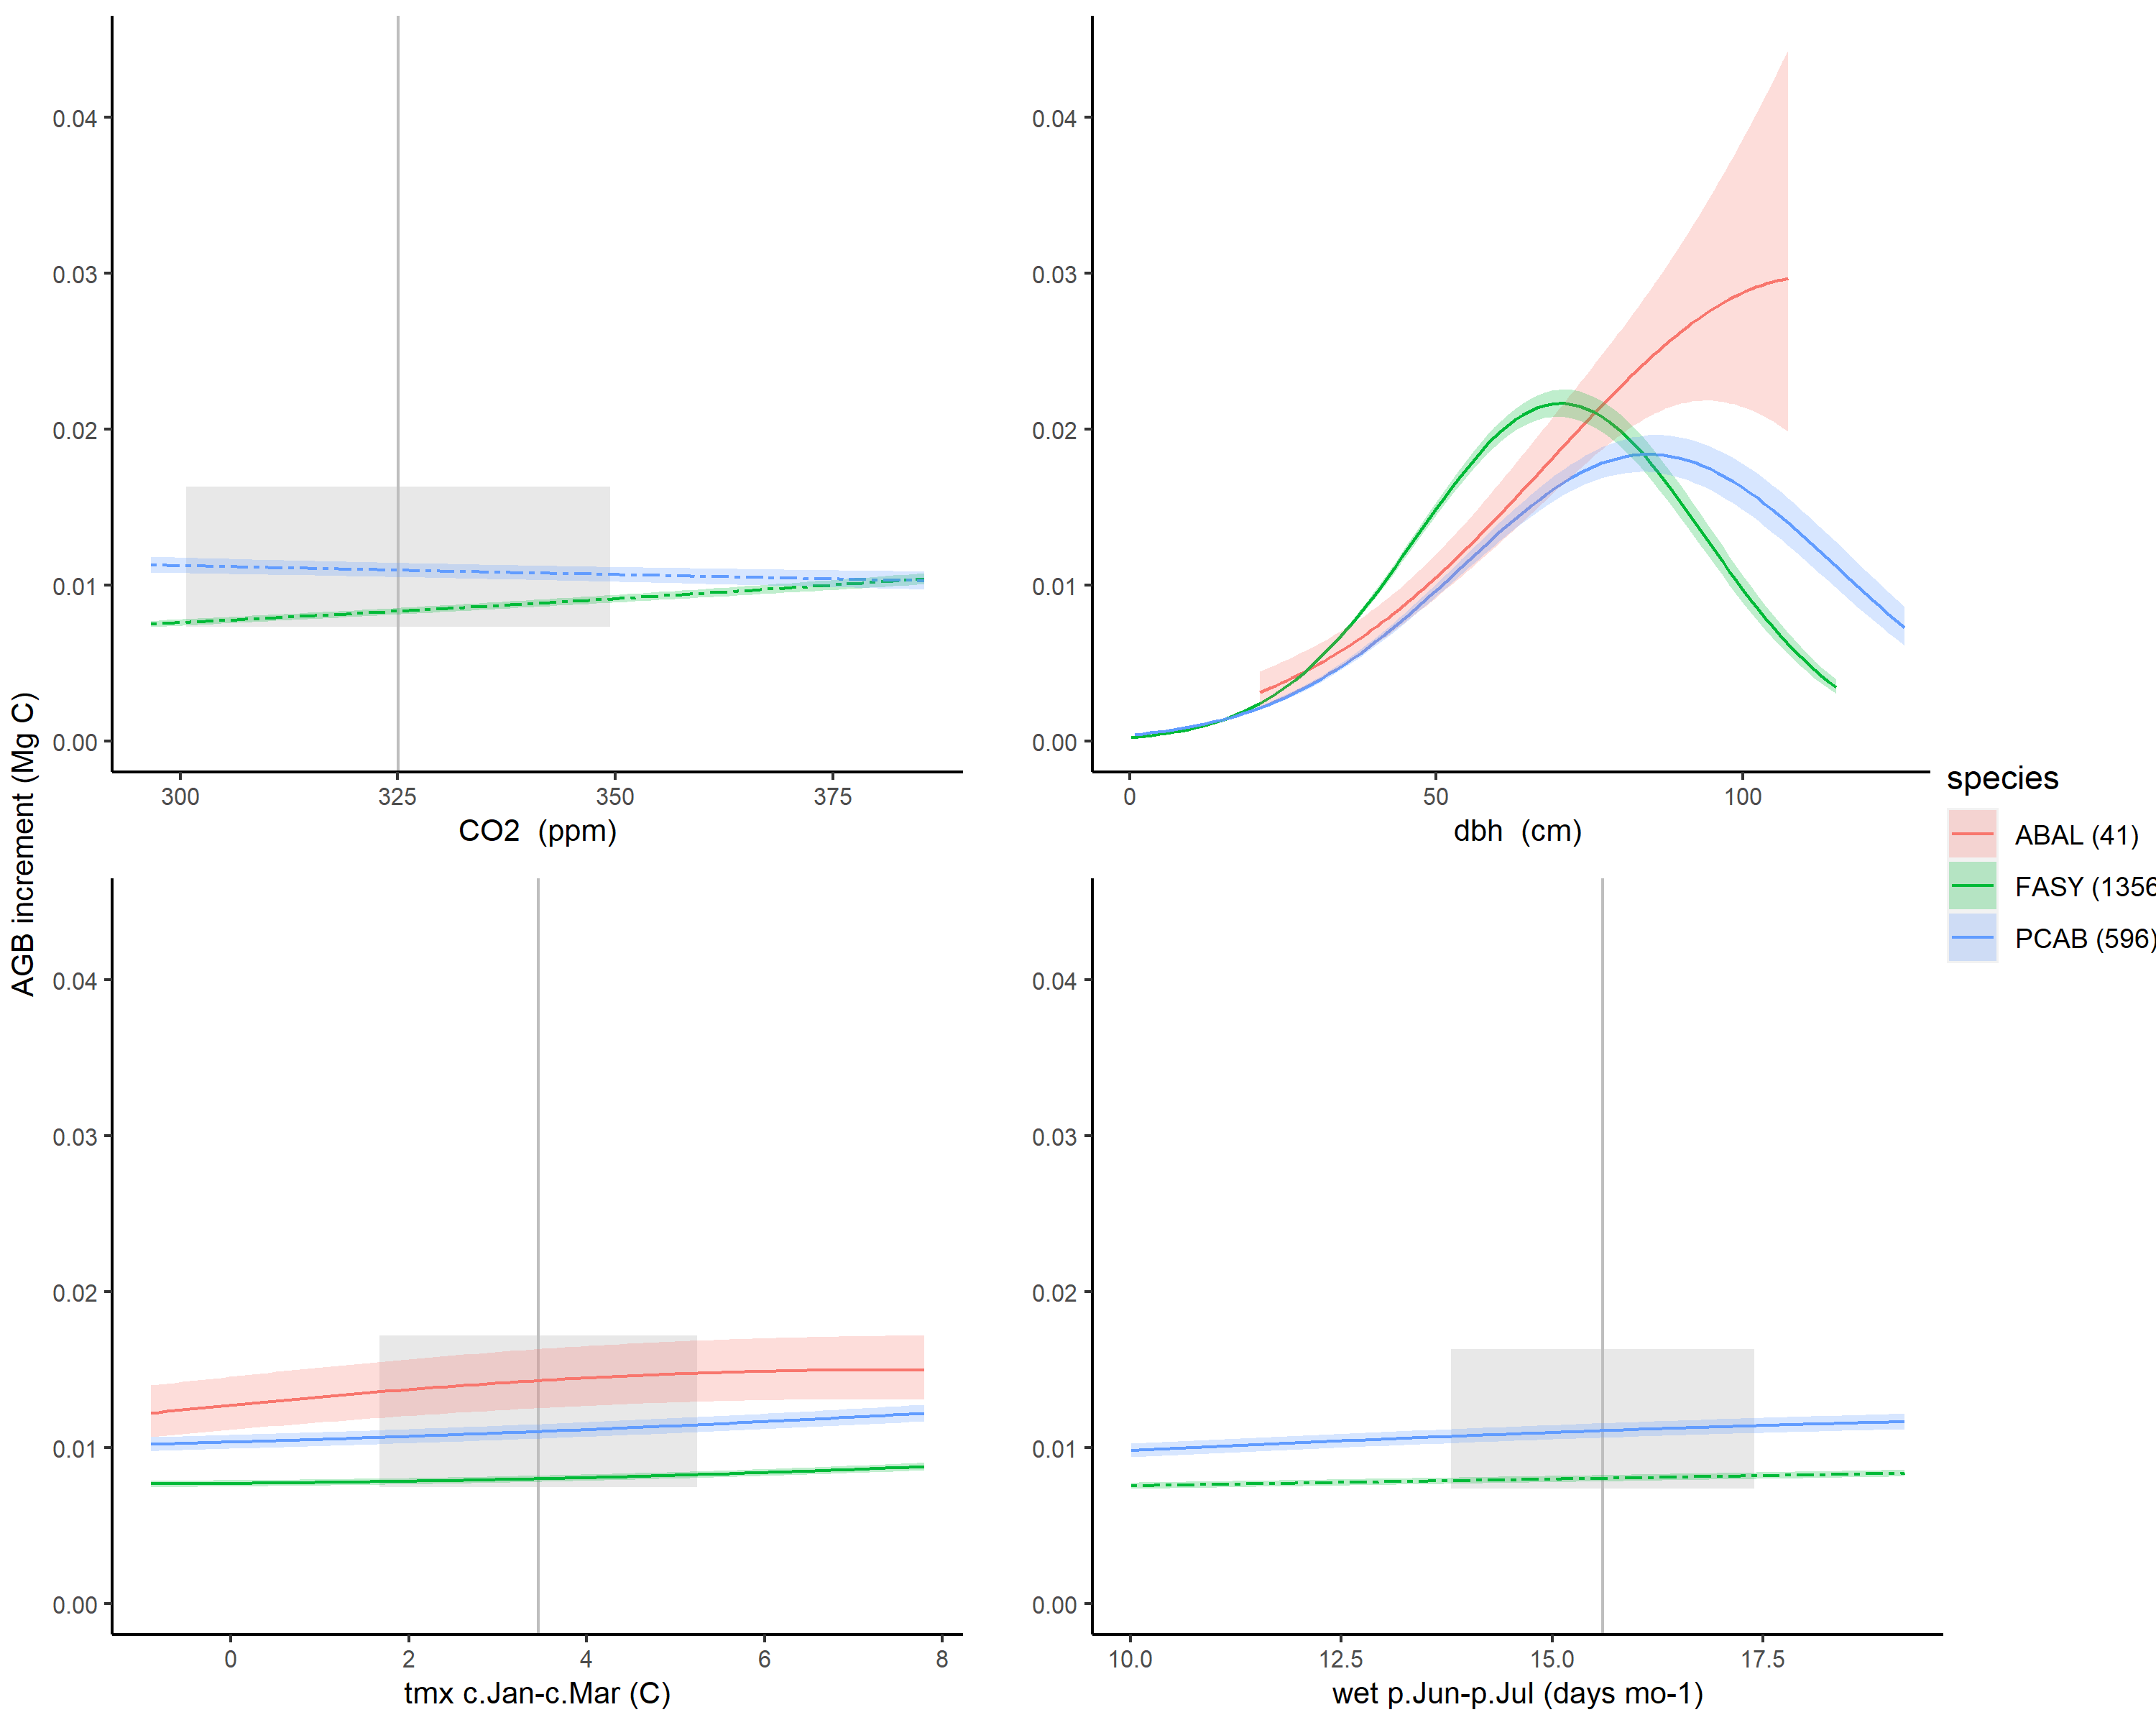 AGB increment (Mg C)
0.04
0.03
0.02
0.01
0.00
300 325 350 375
CO2 (ppm)
0.04
0.03
0.02
0.01
0.00
0 50 100
dbh (cm)
species
ABAL (41)
FASY (1356
PCAB (596)
0.04
0.03
0.02
0.01
0.00
0 2 4 6 8
tmx c.Jan-c.Mar (C)
0.04
0.03
0.02
0.01
0.00
10.0 12.5 15.0 17.5
wet p.Jun-p.Jul (days mo-1)